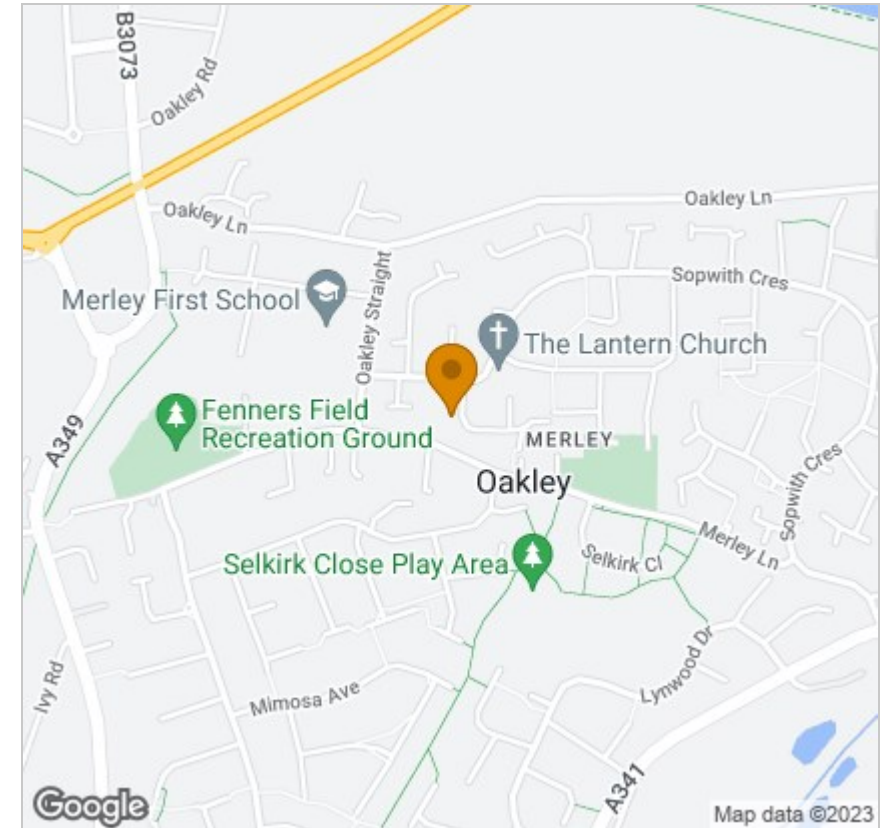 B3073
Oakley Rd
Oakley Ln
Oakley Ln
Sopwith Cres
Merley First School
Oakley Straight
The Lantern Church
Fenners Field
Recreation Ground
A349
MERLEY
Oakley
Sopwith Cres
Merley Ln
Selkirk Close Play Area
Selkirk Cl
Ivy Rd
Mimosa Ave
Lynwood Dr
A341
Google
Map data ©2023